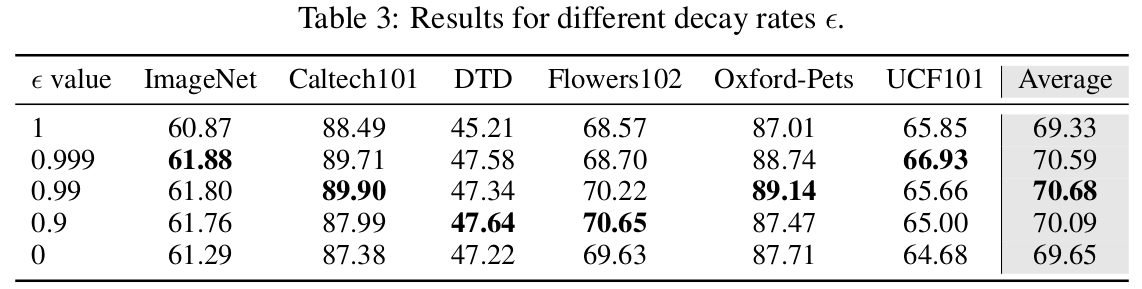 Table 3: Results for different decay rates ϵ.
ϵ value ImageNet Caltech101 DTD Flowers102 Oxford-Pets UCF101 Average
1 60.87 88.49 45.21 68.57 87.01 65.85 69.33
0.999 61.88 89.71 47.58 68.70 88.74 66.93 70.59
0.99 61.80 89.90 47.34 70.22 89.14 65.66 70.68
0.9 61.76 87.99 47.64 70.65 87.47 65.00 70.09
0 61.29 87.38 47.22 69.63 87.71 64.68 69.65